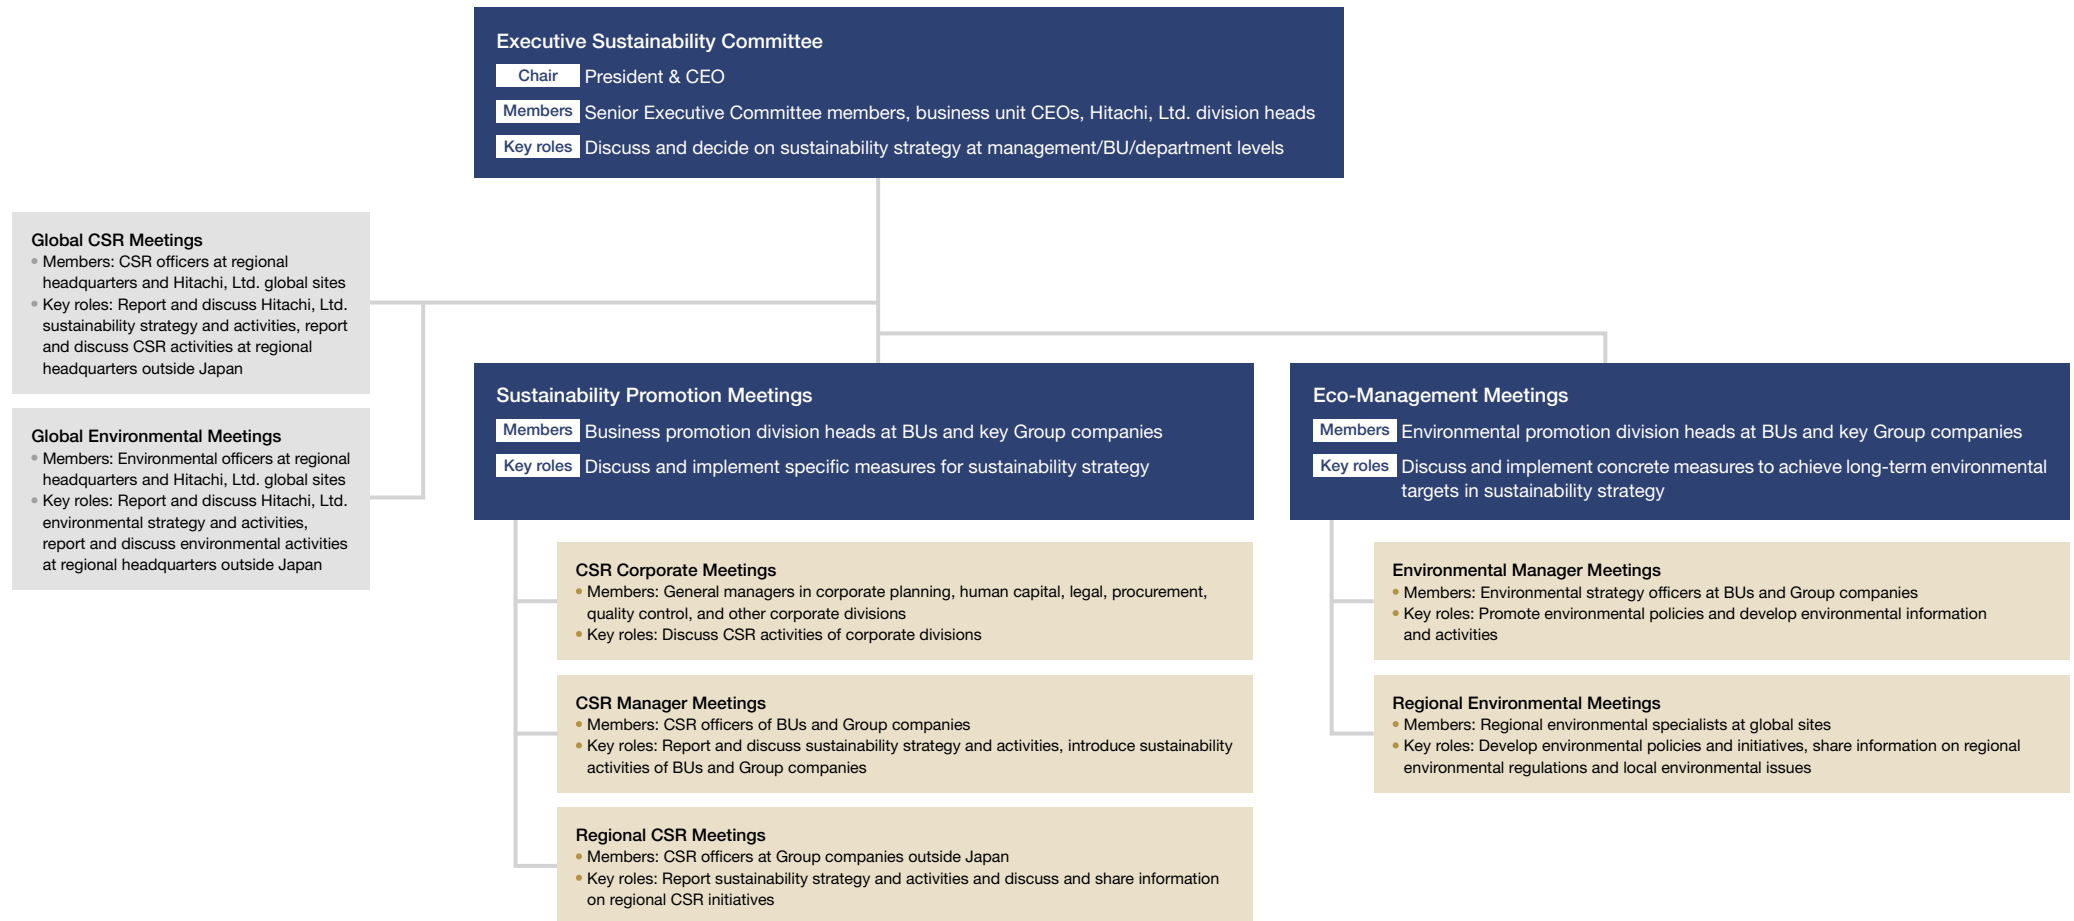 Executive Sustainability Committee
Chair President & CEO
Members Senior Executive Committee members, business unit CEOs, Hitachi, Ltd. division heads
Key roles Discuss and decide on sustainability strategy at management/BU/department levels
Global CSR Meetings
• Members: CSR officers at regional
headquarters and Hitachi, Ltd. global sites
• Key roles: Report and discuss Hitachi, Ltd.
sustainability strategy and activities, report
and discuss CSR activities at regional
headquarters outside Japan
Global Environmental Meetings
• Members: Environmental officers at regional
headquarters and Hitachi, Ltd. global sites
• Key roles: Report and discuss Hitachi, Ltd.
environmental strategy and activities,
report and discuss environmental activities
at regional headquarters outside Japan
Sustainability Promotion Meetings
Members Business promotion division heads at BUs and key Group companies
Key roles Discuss and implement specific measures for sustainability strategy
CSR Corporate Meetings
• Members: General managers in corporate planning, human capital, legal, procurement,
quality control, and other corporate divisions
• Key roles: Discuss CSR activities of corporate divisions
CSR Manager Meetings
• Members: CSR officers of BUs and Group companies
• Key roles: Report and discuss sustainability strategy and activities, introduce sustainability
activities of BUs and Group companies
Regional CSR Meetings
• Members: CSR officers at Group companies outside Japan
• Key roles: Report sustainability strategy and activities and discuss and share information
on regional CSR initiatives
Eco-Management Meetings
Members Environmental promotion division heads at BUs and key Group companies
Key roles Discuss and implement concrete measures to achieve long-term environmental
targets in sustainability strategy
Environmental Manager Meetings
• Members: Environmental strategy officers at BUs and Group companies
• Key roles: Promote environmental policies and develop environmental information
and activities
Regional Environmental Meetings
• Members: Regional environmental specialists at global sites
• Key roles: Develop environmental policies and initiatives, share information on regional
environmental regulations and local environmental issues